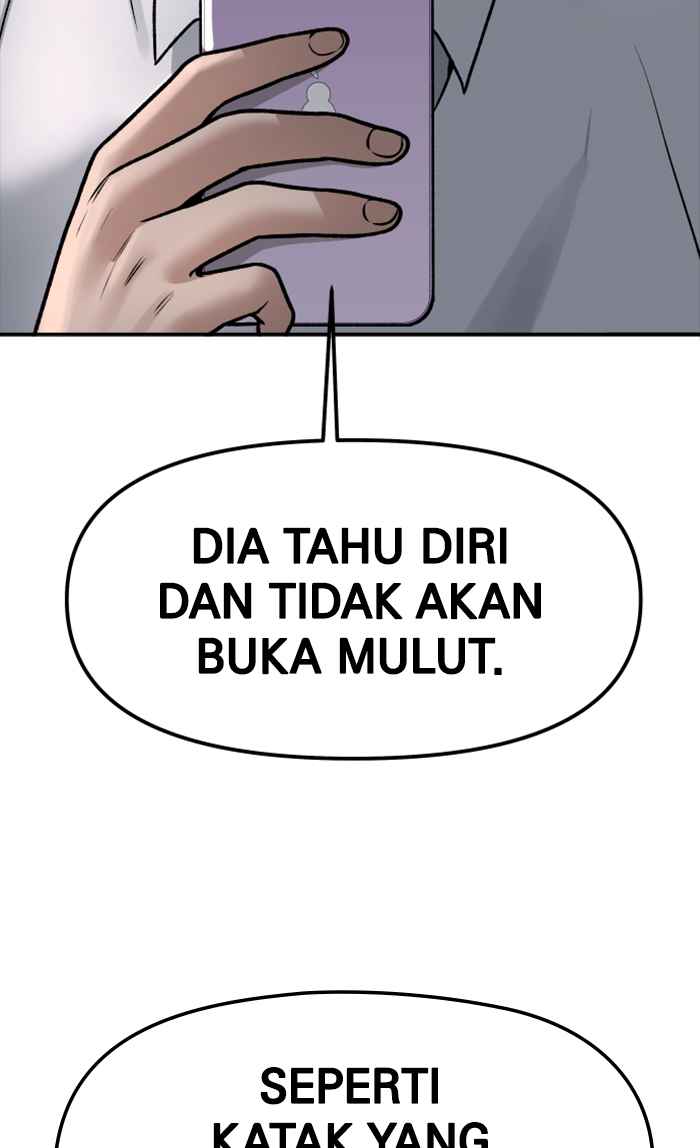 DIA TAHU DIRI
DAN TIDAK AKAN
BUKA MULUT.
SEPERTI
KATAK YANG